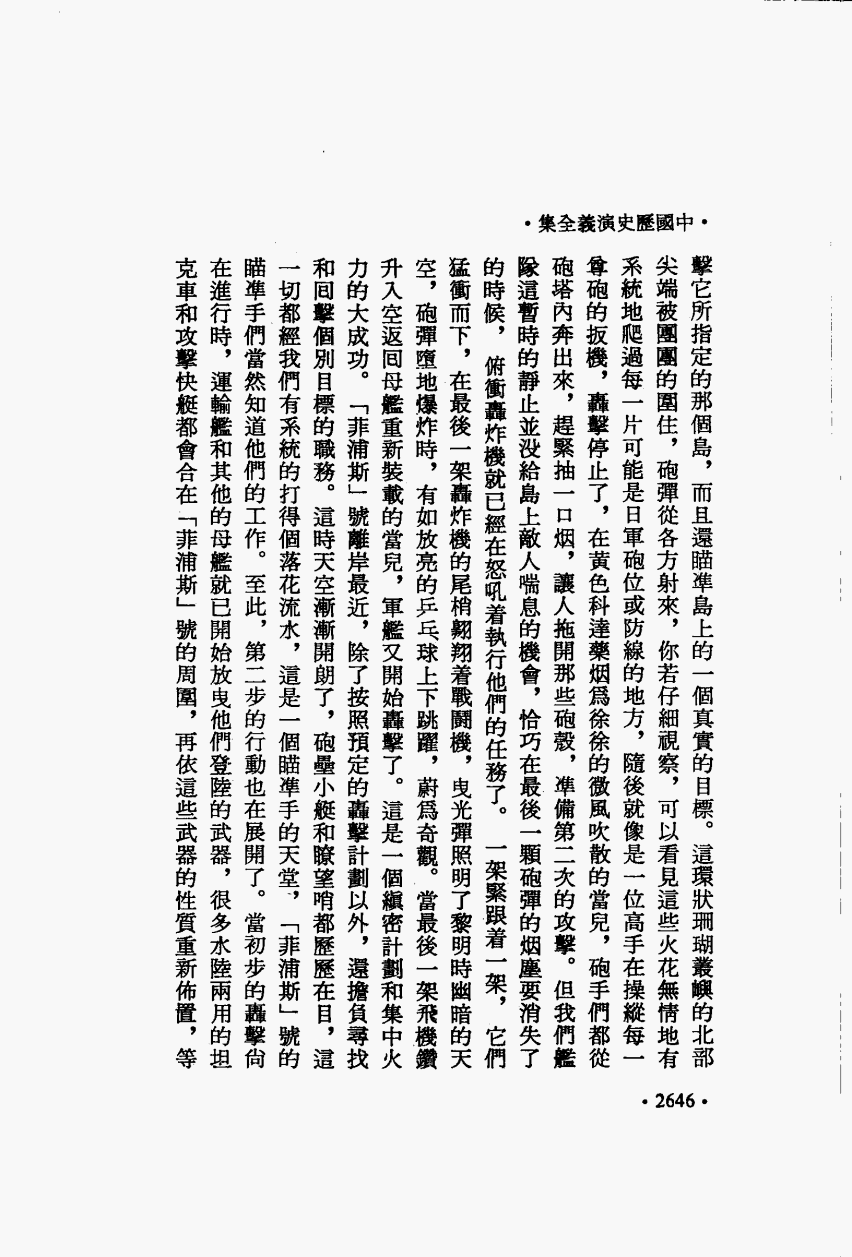 ·中國歷史演義全集·
擊它所指定的那個島，而且還瞄準島上的一個真實的目標。這環狀珊瑚叢嶼的北部
尖端被團團的圍住，砲彈從各方射來，你若仔細視察，可以看見這些火花無情地有
系統地爬過每一片可能是日軍砲位或防線的地方，隨後就像是一位高手在操縱每一
尊砲的扳機，轟擊停止了，在黃色科達藥烟爲徐徐的微風吹散的當兒，砲手們都從
砲塔內奔出來，趕緊抽一口烟，讓人拖開那些砲殼，準備第二次的攻擊。但我們艦
隊這暫時的靜止並没給島上敵人喘息的機會，恰巧在最後一顆砲彈的烟塵要消失了
的時候，俯衝轟炸機就已經在怒吼着執行他們的任務了。一架緊跟着一架，它們
猛衝而下，在最後一架轟炸機的尾梢翱翔着戰鬪機，曳光彈照明了黎明時幽暗的天
空，砲彈墮地爆炸時，有如放亮的乒乓球上下跳躍，蔚爲奇觀。當最後一架飛機鑽
升入空返回母艦重新裝載的當兒，軍艦又開始轟擊了。這是一個縝密計劃和集中火
力的大成功。「菲浦斯」號離岸最近，除了按照預定的轟擊計劃以外，還擔負尋找
和回擊個別目標的職務。這時天空漸漸開朗了，砲壘小艇和瞭望哨都歷歷在目，這
一切都經我們有系統的打得個落花流水，這是一個瞄準手的天堂，「菲浦斯」號的
瞄準手們當然知道他們的工作。至此，第二步的行動也在展開了。當初步的轟擊尙
在進行時，運輸艦和其他的母艦就已開始放曳他們登陸的武器，很多水陸兩用的坦
克車和攻擊快艇都會合在「菲浦斯」號的周圍，再依這些武器的性質重新佈置，等
·2646·